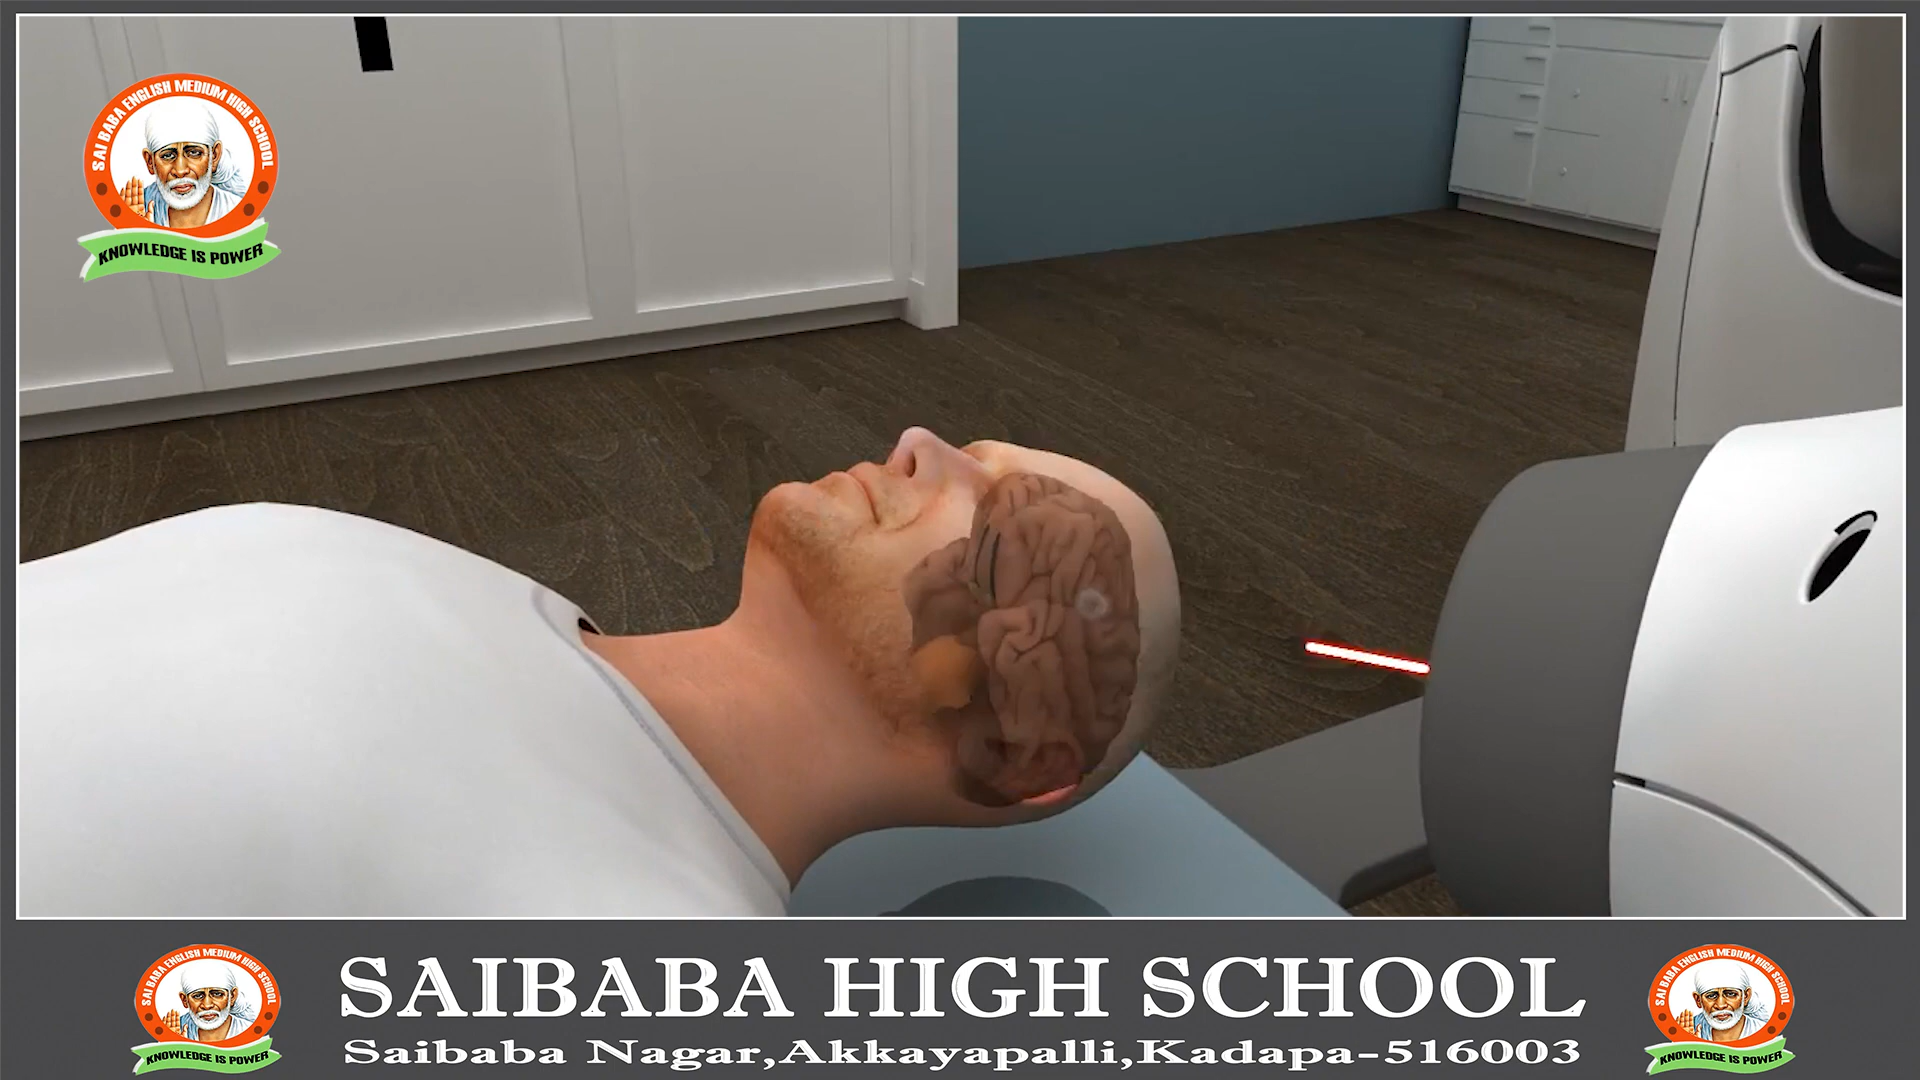 SAI BABA ENGLISH MEDIUM HIGH SCHOOL
KNOWLEDGE IS POWER
SAI BABA ENGLISH MEDIUM HIGH SCHOOL
KNOWLEDGE IS POWER
SAIBABA HIGH SCHOOL
Saibaba Nagar,Akkayapalli,Kadapa-516003
SAI BABA ENGLISH MEDIUM HIGH SCHOOL
KNOWLEDGE IS POWER